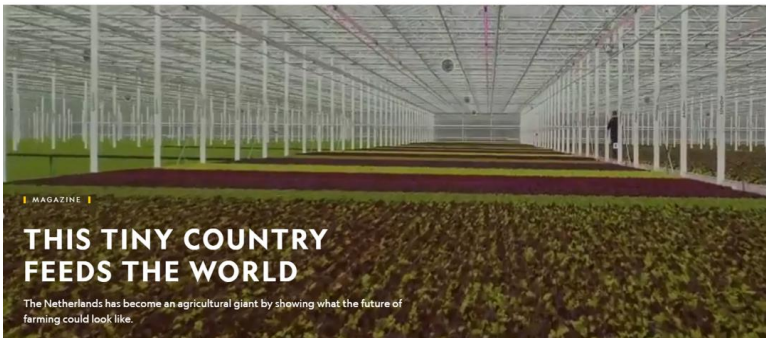 MAGAZINE
THIS TINY COUNTRY
FEEDS THE WORLD
The Netherlands has become an agricultural giant by showing what the future of
farming could look like.